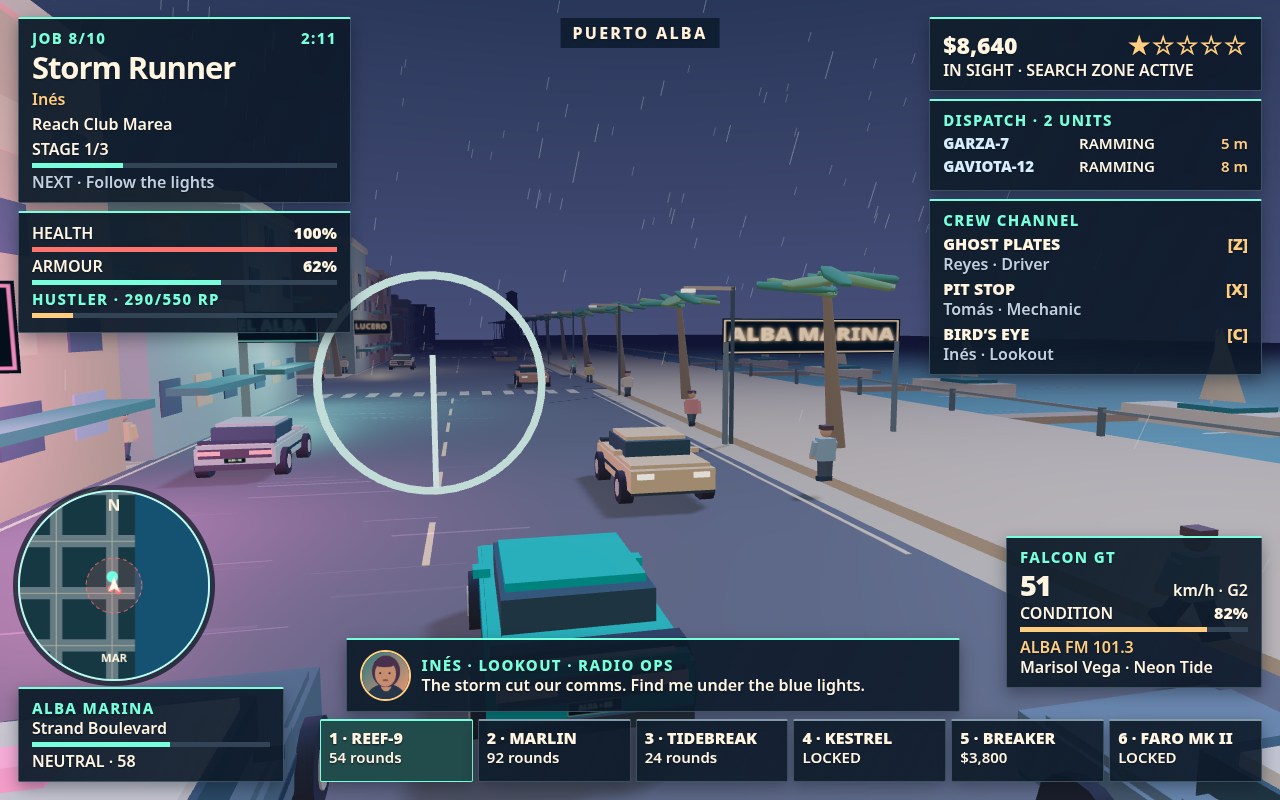 JOB 8/10 2:11
Storm Runner
Inés
Reach Club Marea
STAGE 1/3
NEXT · Follow the lights
HEALTH 100%
ARMOUR 62%
HUSTLER · 290/550 RP
PUERTO ALBA
$8,640 ★☆☆☆☆
IN SIGHT · SEARCH ZONE ACTIVE
DISPATCH · 2 UNITS
GARZA-7 RAMMING 5 m
GAVIOTA-12 RAMMING 8 m
CREW CHANNEL
GHOST PLATES [Z]
Reyes · Driver
PIT STOP [X]
Tomás · Mechanic
BIRD'S EYE [C]
Inés · Lookout
LUCERO
ALBA MARINA
N
MAR
FALCON GT
51 km/h · G2
CONDITION 82%
ALBA FM 101.3
Marisol Vega · Neon Tide
INÉS · LOOKOUT · RADIO OPS
The storm cut our comms. Find me under the blue lights.
ALBA MARINA
Strand Boulevard
NEUTRAL · 58
1 · REEF-9
54 rounds
2 · MARLIN
92 rounds
3 · TIDEBREAK
24 rounds
4 · KESTREL
LOCKED
5 · BREAKER
$3,800
6 · FARO MK II
LOCKED